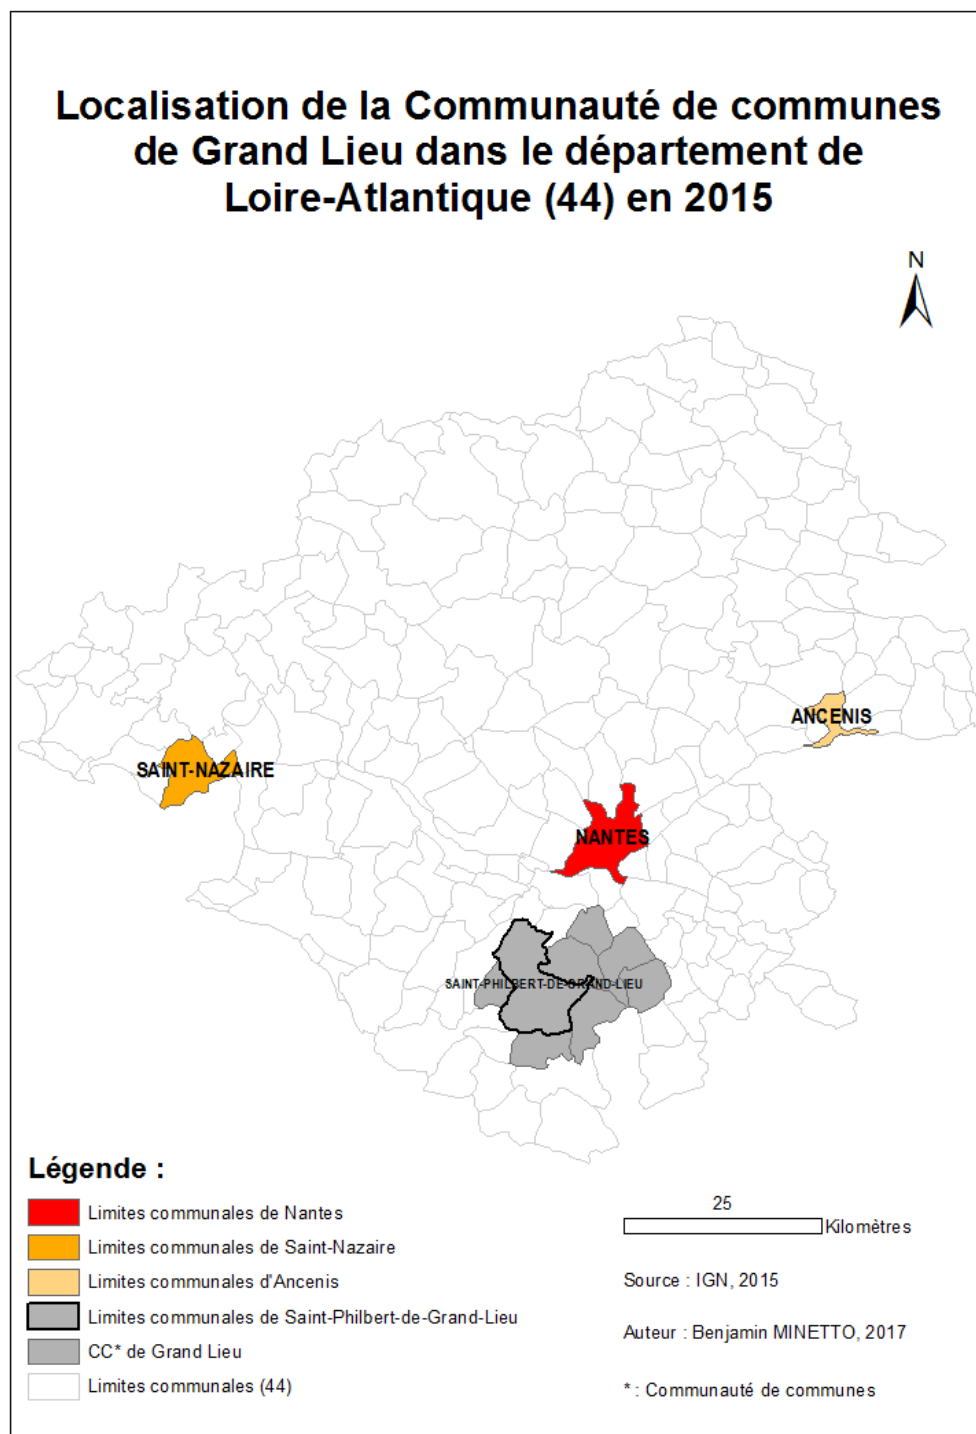 Localisation de la Communauté de communes
de Grand Lieu dans le département de
Loire-Atlantique (44) en 2015
N
ANCENIS
SAINT-NAZAIRE
NANTES
SAINT-PHILBERT-DE-GRAND-LIEU
Légende :
Limites communales de Nantes
Limites communales de Saint-Nazaire
Limites communales d'Ancenis
Limites communales de Saint-Philbert-de-Grand-Lieu
CC* de Grand Lieu
Limites communales (44)
25
Kilomètres
Source : IGN, 2015
Auteur : Benjamin MINETTO, 2017
* : Communauté de communes